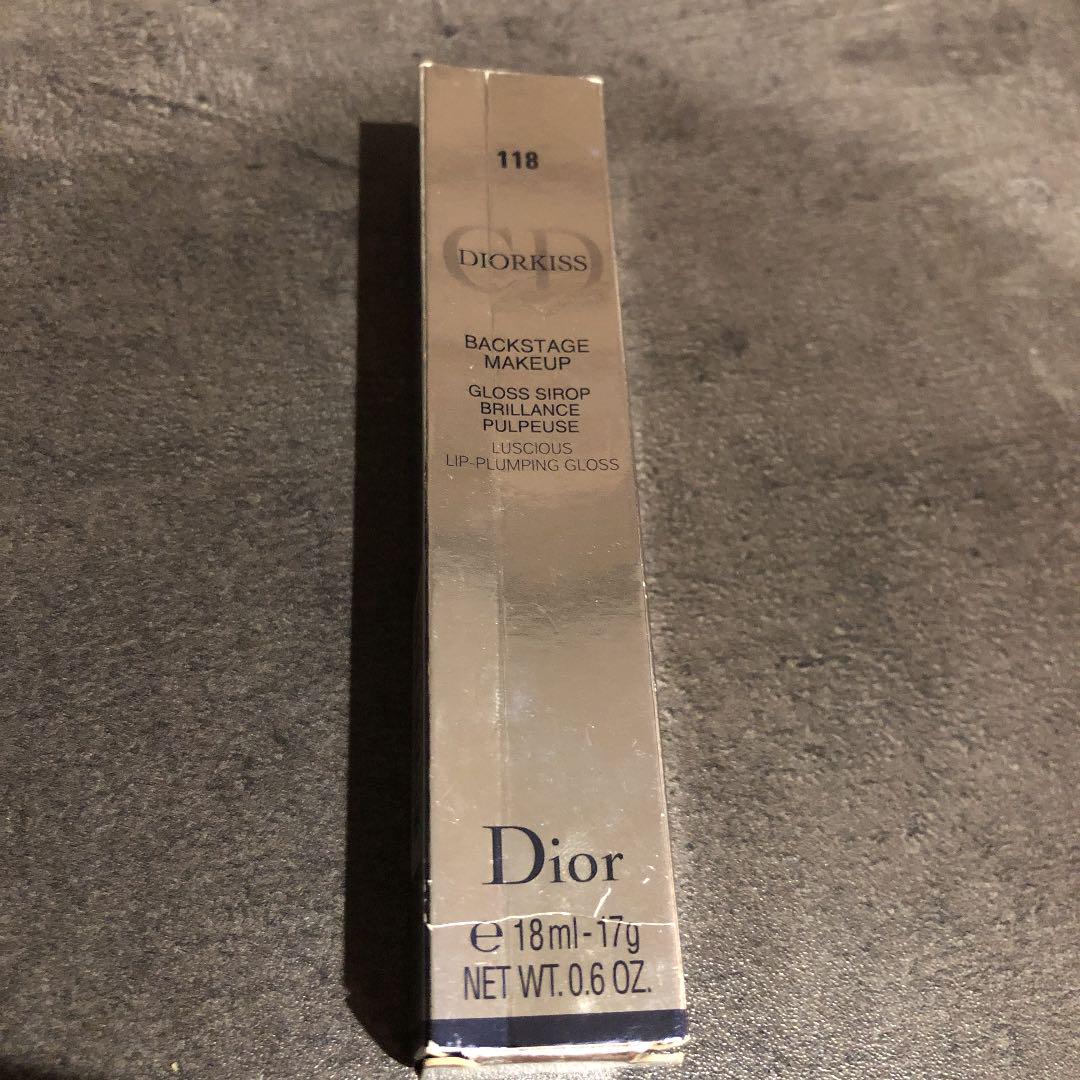 118
CD
DIORKISS
BACKSTAGE
MAKEUP
GLOSS SIROP
BRILLANCE
PULPEUSE
LUSCIOUS
LIP-PLUMPING GLOSS
Dior
e 18ml-17g
NET WT. 0.6 OZ.